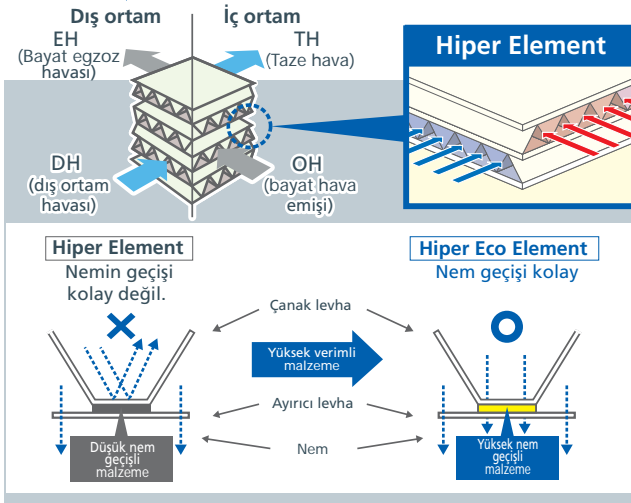 Dış ortam
İç ortam
EH
(Bayat egzoz
havası)
TH
(Taze hava)
DH
(dış ortam
havası)
OH
(bayat hava
emişi)
Hiper Element
Hiper Element
Nemin geçişi
kolay değil.
Hiper Eco Element
Nem geçişi kolay
Çanak levha
Yüksek verimli
malzeme
Ayırıcı levha
Nem
Düşük nem
geçişli
malzeme
Yüksek nem
geçişli
malzeme